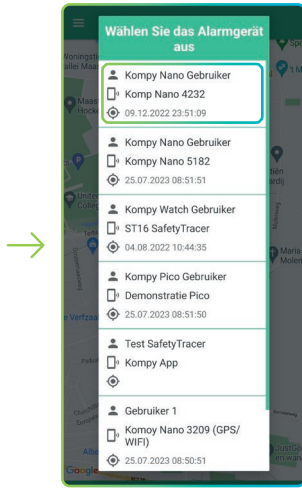 Wählen Sie das Alarmgerät
aus
Kompy Nano Gebruiker
Komp Nano 4232
09.12.2022 23:51:09
Kompy Nano Gebruiker
Kompy Nano 5182
25.07.2023 08:51:51
Kompy Watch Gebruiker
ST16 SafetyTracer
04.08.2022 10:44:35
Kompy Pico Gebruiker
Demonstratie Pico
25.07.2023 08:51:50
Test SafetyTracer
Kompy App
Gebruiker 1
Komoy Nano 3209 (GPS/
WIFI)
25.07.2023 08:50:51
Google